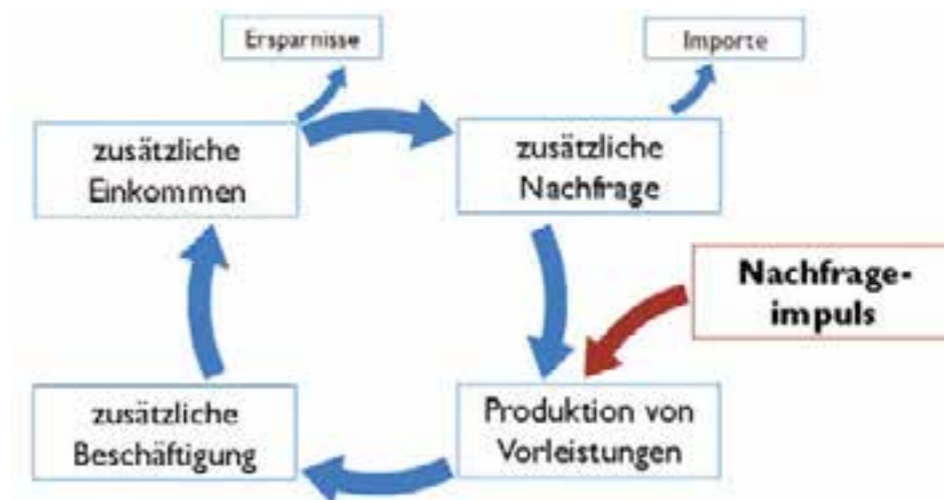 Ersparnisse
Importe
zusätzliche
Einkommen
zusätzliche
Nachfrage
Nachfrage-
impuls
zusätzliche
Beschäftigung
Produktion von
Vorleistungen